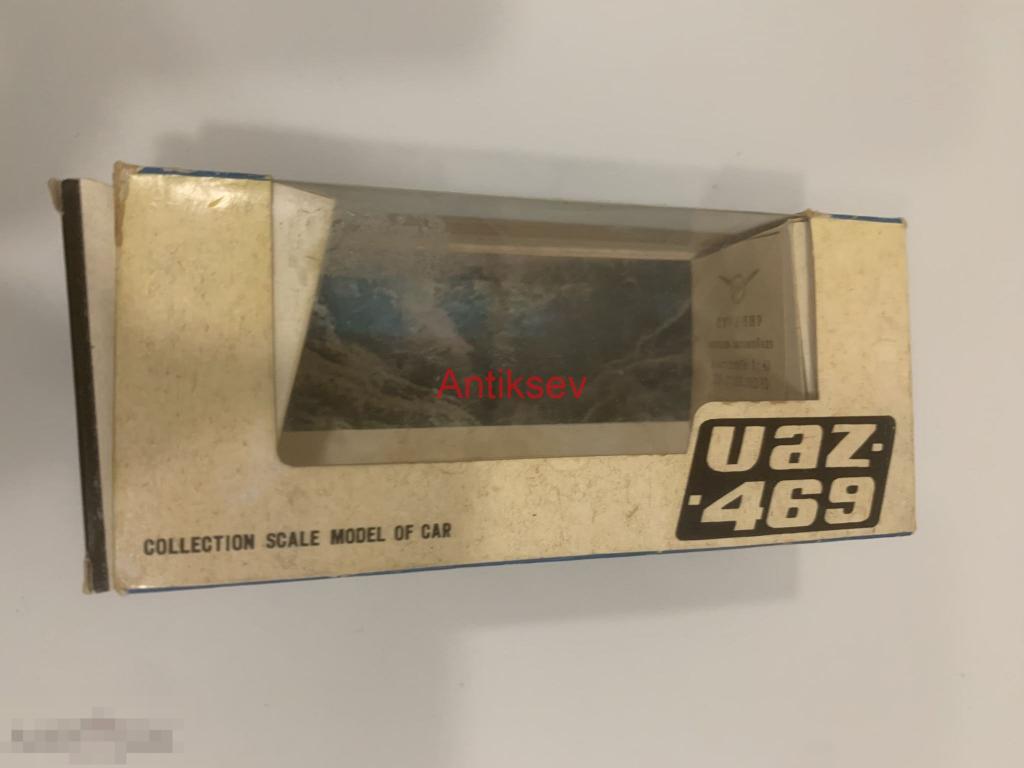 Antiksev
uaz-
-469
COLLECTION SCALE MODEL OF CAR